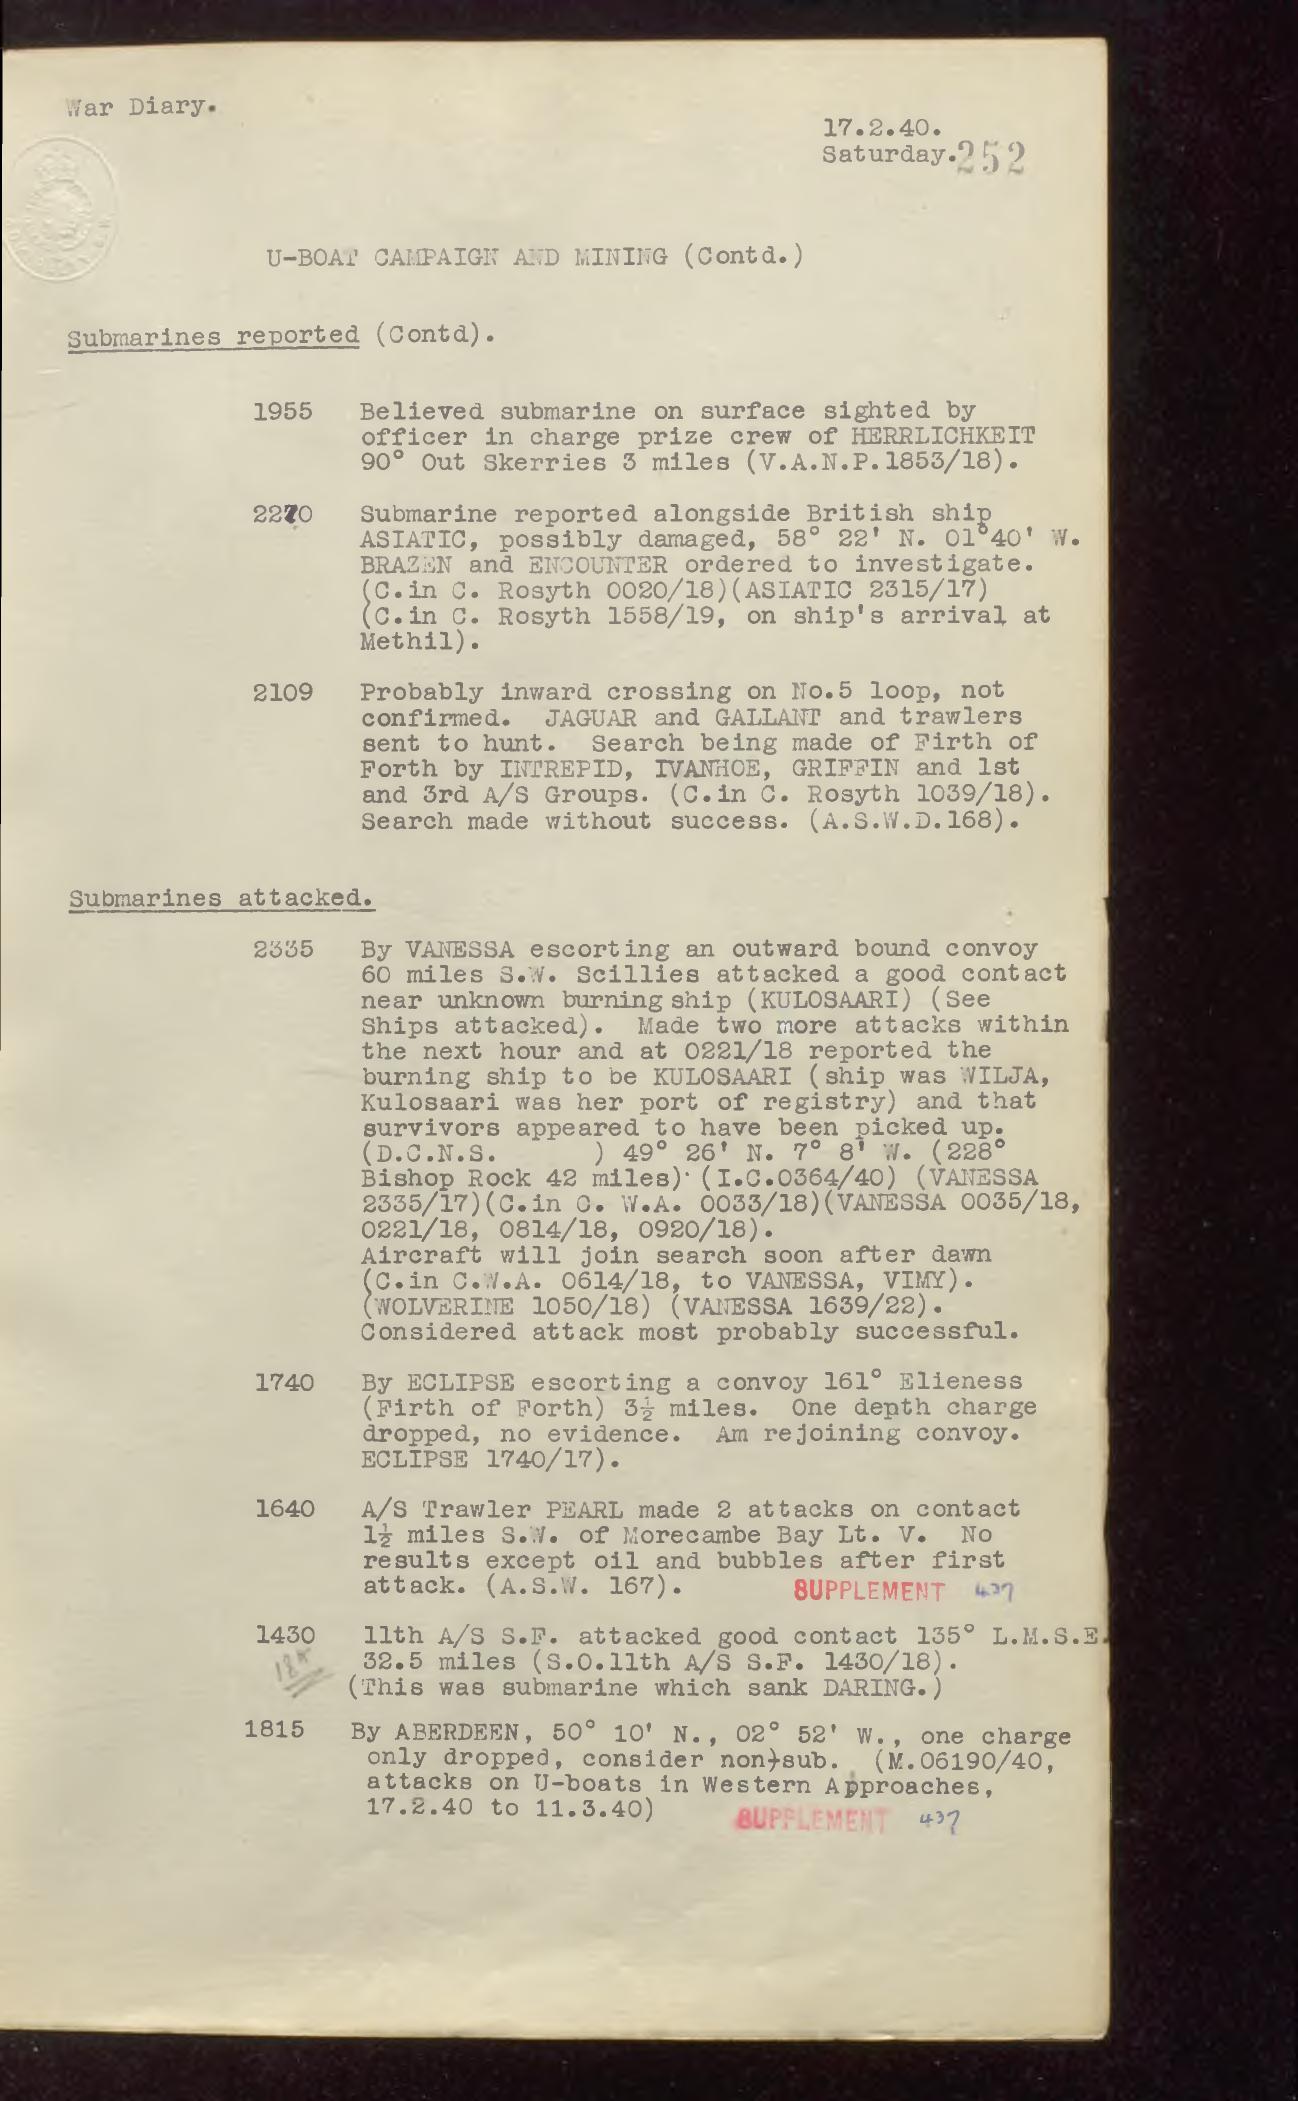 War Diary.
17.2.40.
Saturday. 252
U-BOAT CAMPAIGN AND MINING (Contd.)
Submarines reported (Contd).
1955 Believed submarine on surface sighted by
officer in charge prize crew of HERRLICHKEIT
90° Out Skerries 3 miles (V.A.N.P.1853/18).
2270 Submarine reported alongside British ship
ASIATIC, possibly damaged, 58° 22' N. 01°40' W.
BRAZEN and ENCOUNTER ordered to investigate.
(C.in C. Rosyth 0020/18)(ASIATIC 2315/17)
(C.in C. Rosyth 1558/19, on ship's arrival at
Methil).
2109 Probably inward crossing on No.5 loop, not
confirmed. JAGUAR and GALLANT and trawlers
sent to hunt. Search being made of Firth of
Forth by INTREPID, IVANHOE, GRIFFIN and 1st
and 3rd A/S Groups. (C.in C. Rosyth 1039/18).
Search made without success. (A.S.W.D.168).
Submarines attacked.
2335 By VANESSA escorting an outward bound convoy
60 miles S.W. Scillies attacked a good contact
near unknown burning ship (KULOSAARI) (See
Ships attacked). Made two more attacks within
the next hour and at 0221/18 reported the
burning ship to be KULOSAARI (ship was WILJA,
Kulosaari was her port of registry) and that
survivors appeared to have been picked up.
(D.C.N.S. ) 49° 26' N. 7° 8' W. (228°
Bishop Rock 42 miles) (I.C.0364/40) (VANESSA
2335/17)(C.in C. W.A. 0033/18)(VANESSA 0035/18,
0221/18, 0814/18, 0920/18).
Aircraft will join search soon after dawn
(C.in C.W.A. 0614/18, to VANESSA, VIMY).
(WOLVERINE 1050/18) (VANESSA 1639/22).
Considered attack most probably successful.
1740 By ECLIPSE escorting a convoy 161° Elieness
(Firth of Forth) 3½ miles. One depth charge
dropped, no evidence. Am rejoining convoy.
ECLIPSE 1740/17).
1640 A/S Trawler PEARL made 2 attacks on contact
1½ miles S.W. of Morecambe Bay Lt. V. No
results except oil and bubbles after first
attack. (A.S.W. 167). SUPPLEMENT 437
1430 11th A/S S.F. attacked good contact 135° L.M.S.E.
32.5 miles (S.O.11th A/S S.F. 1430/18).
(This was submarine which sank DARING.)
1815 By ABERDEEN, 50° 10' N., 02° 52' W., one charge
only dropped, consider non-sub. (M.06190/40,
attacks on U-boats in Western Approaches,
17.2.40 to 11.3.40) SUPPLEMENT 437